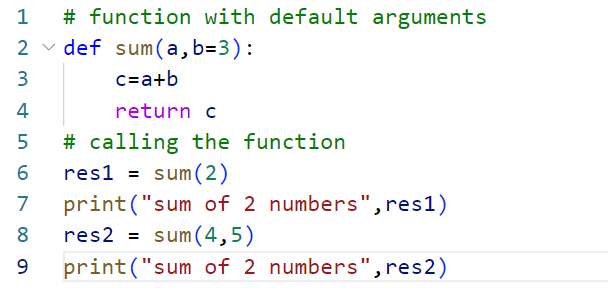 1 # function with default arguments
2 def sum(a,b=3):
3     c=a+b
4     return c
5 # calling the function
6 res1 = sum(2)
7 print("sum of 2 numbers",res1)
8 res2 = sum(4,5)
9 print("sum of 2 numbers",res2)